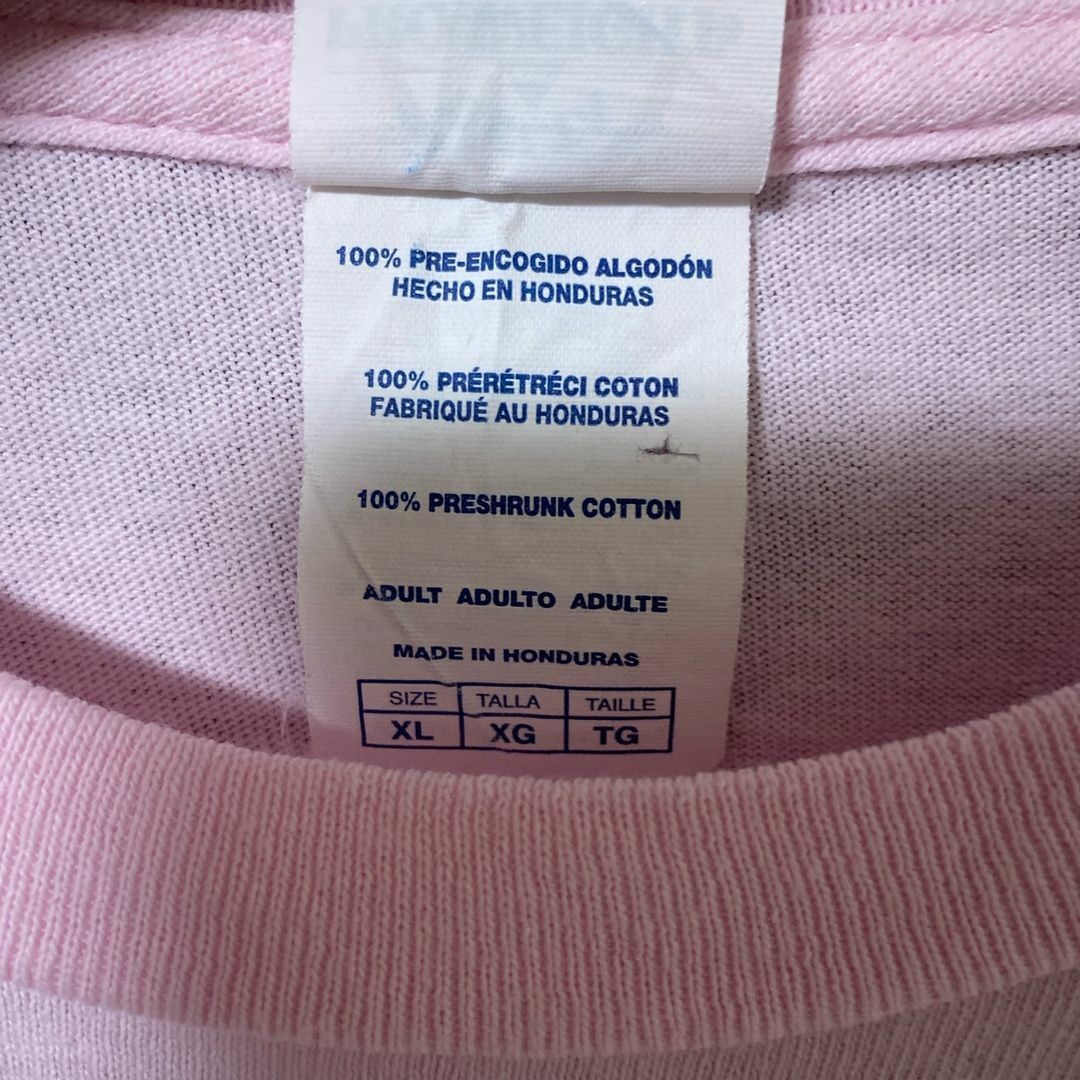 100% PRE-ENCOGIDO ALGODÓN
HECHO EN HONDURAS
100% PRÉRÉTRÉCI COTON
FABRIQUÉ AU HONDURAS
100% PRESHRUNK COTTON
ADULT ADULTO ADULTE
MADE IN HONDURAS
SIZE TALLA TAILLE
XL XG TG